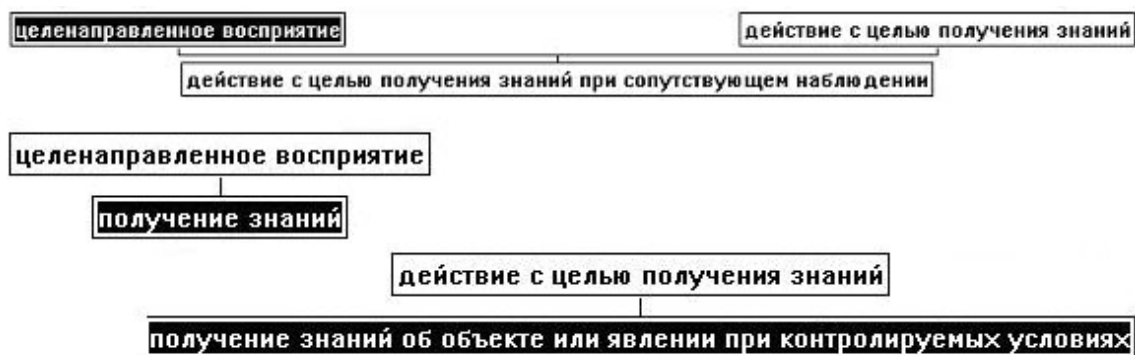 целенаправленное восприятие
действие с целью получения знаний
действие с целью получения знаний при сопутствующем наблюдении
целенаправленное восприятие
получение знаний
действие с целью получения знаний
получение знаний об объекте или явлении при контролируемых условиях